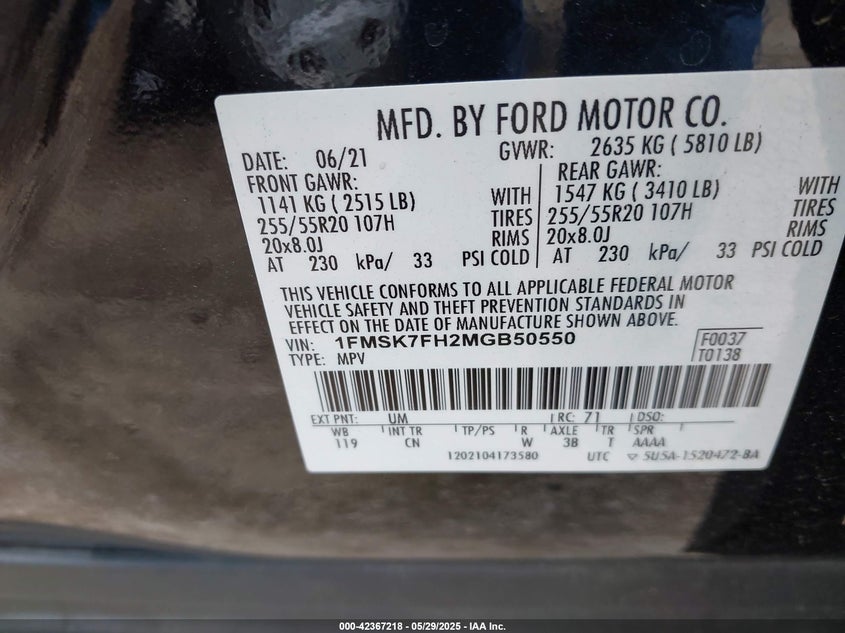 MFD. BY FORD MOTOR CO.
DATE: 06/21 GVWR: 2635 KG ( 5810 LB)
FRONT GAWR: REAR GAWR:
1141 KG ( 2515 LB) WITH 1547 KG ( 3410 LB) WITH
255/55R20 107H TIRES 255/55R20 107H TIRES
20x8.0J RIMS 20x8.0J RIMS
AT 230 kPa/ 33 PSI COLD AT 230 kPa/ 33 PSI COLD
THIS VEHICLE CONFORMS TO ALL APPLICABLE FEDERAL MOTOR
VEHICLE SAFETY AND THEFT PREVENTION STANDARDS IN
EFFECT ON THE DATE OF MANUFACTURE SHOWN ABOVE.
VIN: 1FMSK7FH2MGB50550 F0037
TYPE: MPV T0138
EXT PNT: UM RC: 71 DSO:
WB INT TR TP/PS R AXLE TR SPR
119 CN W 3B T AAAA
1202104173580 UTC ▽ 5U5A-1520472-BA
000-42367218 - 05/29/2025 - IAA Inc.